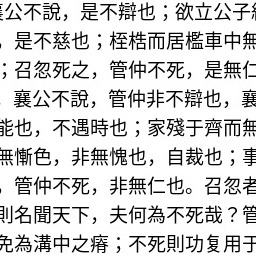 襄公不說，是不辯也；欲立公子
，是不慈也；桎梏而居檻車中無
；召忽死之，管仲不死，是無仁
，襄公不說，管仲非不辯也，襄
能也，不遇時也；家殘于齊而無
無慚色，非無愧也，自裁也；事
，管仲不死，非無仁也。召忽者
則名聞天下，夫何為不死哉？管
免為溝中之瘠；不死則功复用于